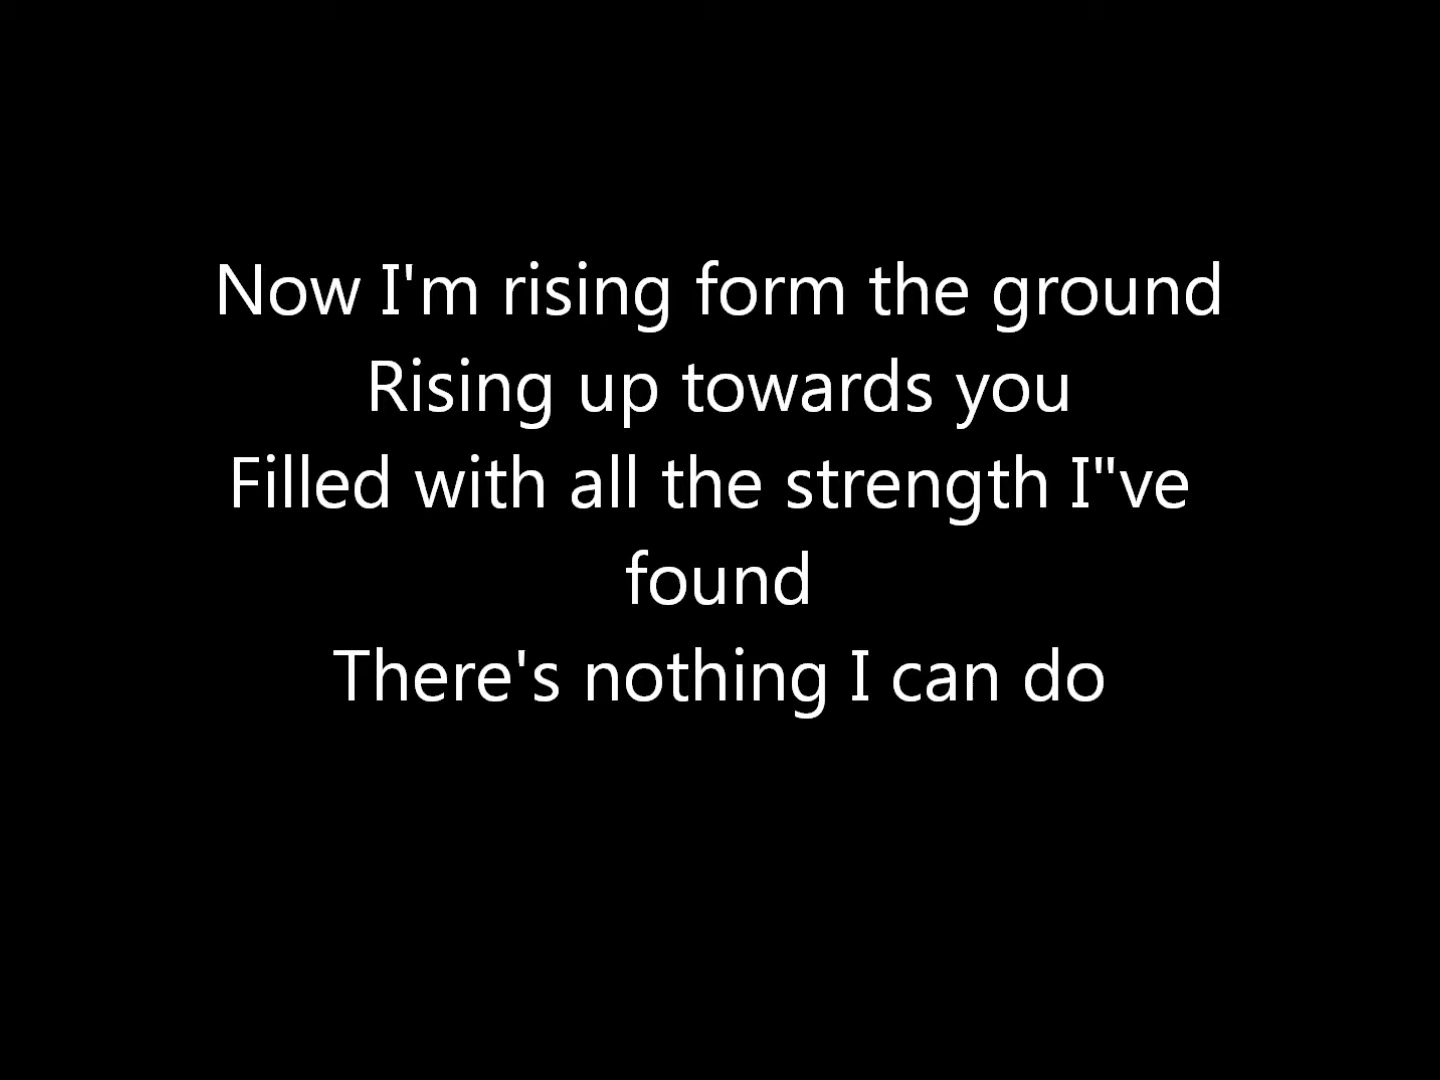 Now I'm rising form the ground
Rising up towards you
Filled with all the strength I"ve
found
There's nothing I can do